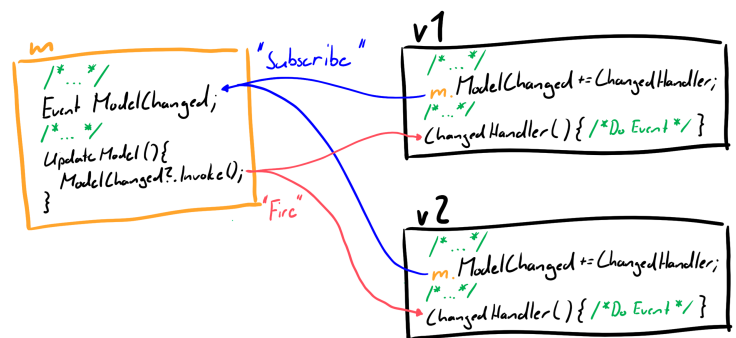 m
/*...*/
Event ModelChanged;
/*...*/
UpdateModel(){
ModelChanged?.Invoke();
}
"Subscribe"
"Fire"
v1
/*...*/
m.ModelChanged += ChangedHandler;
/*...*/
ChangedHandler(){ /*Do Event*/ }
v2
/*...*/
m.ModelChanged += ChangedHandler;
/*...*/
ChangedHandler(){ /*Do Event*/ }